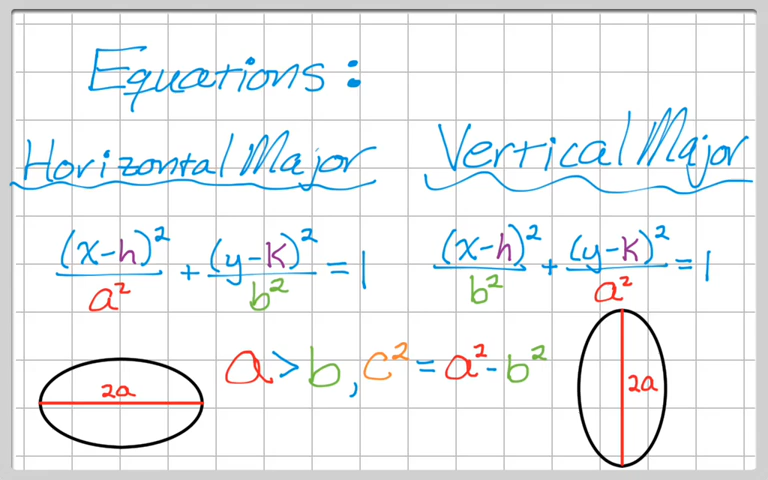 Equations:
Horizontal Major
Vertical Major
(x-h)²/a² + (y-k)²/b² = 1
(x-h)²/b² + (y-k)²/a² = 1
a > b, c² = a² - b²
2a
2a